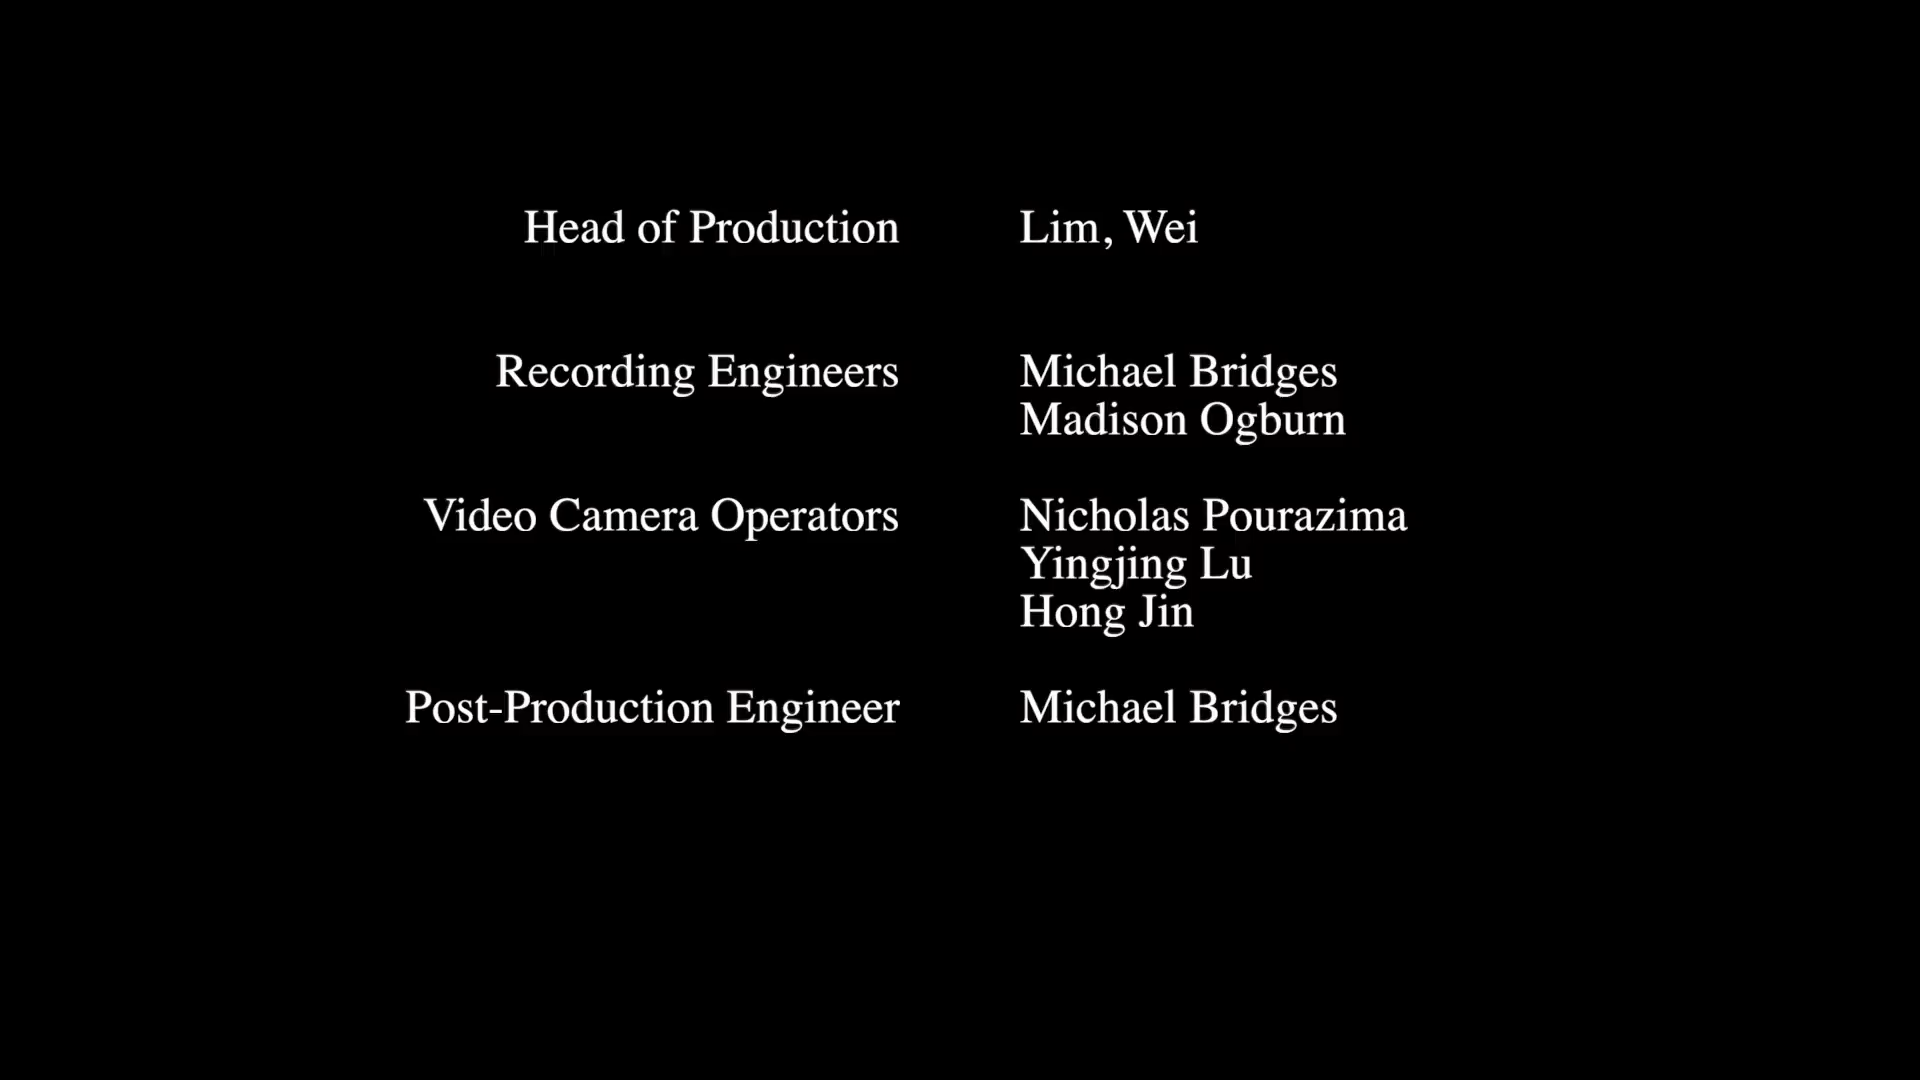 Head of Production Lim, Wei
Recording Engineers Michael Bridges
Madison Ogburn
Video Camera Operators Nicholas Pourazima
Yingjing Lu
Hong Jin
Post-Production Engineer Michael Bridges